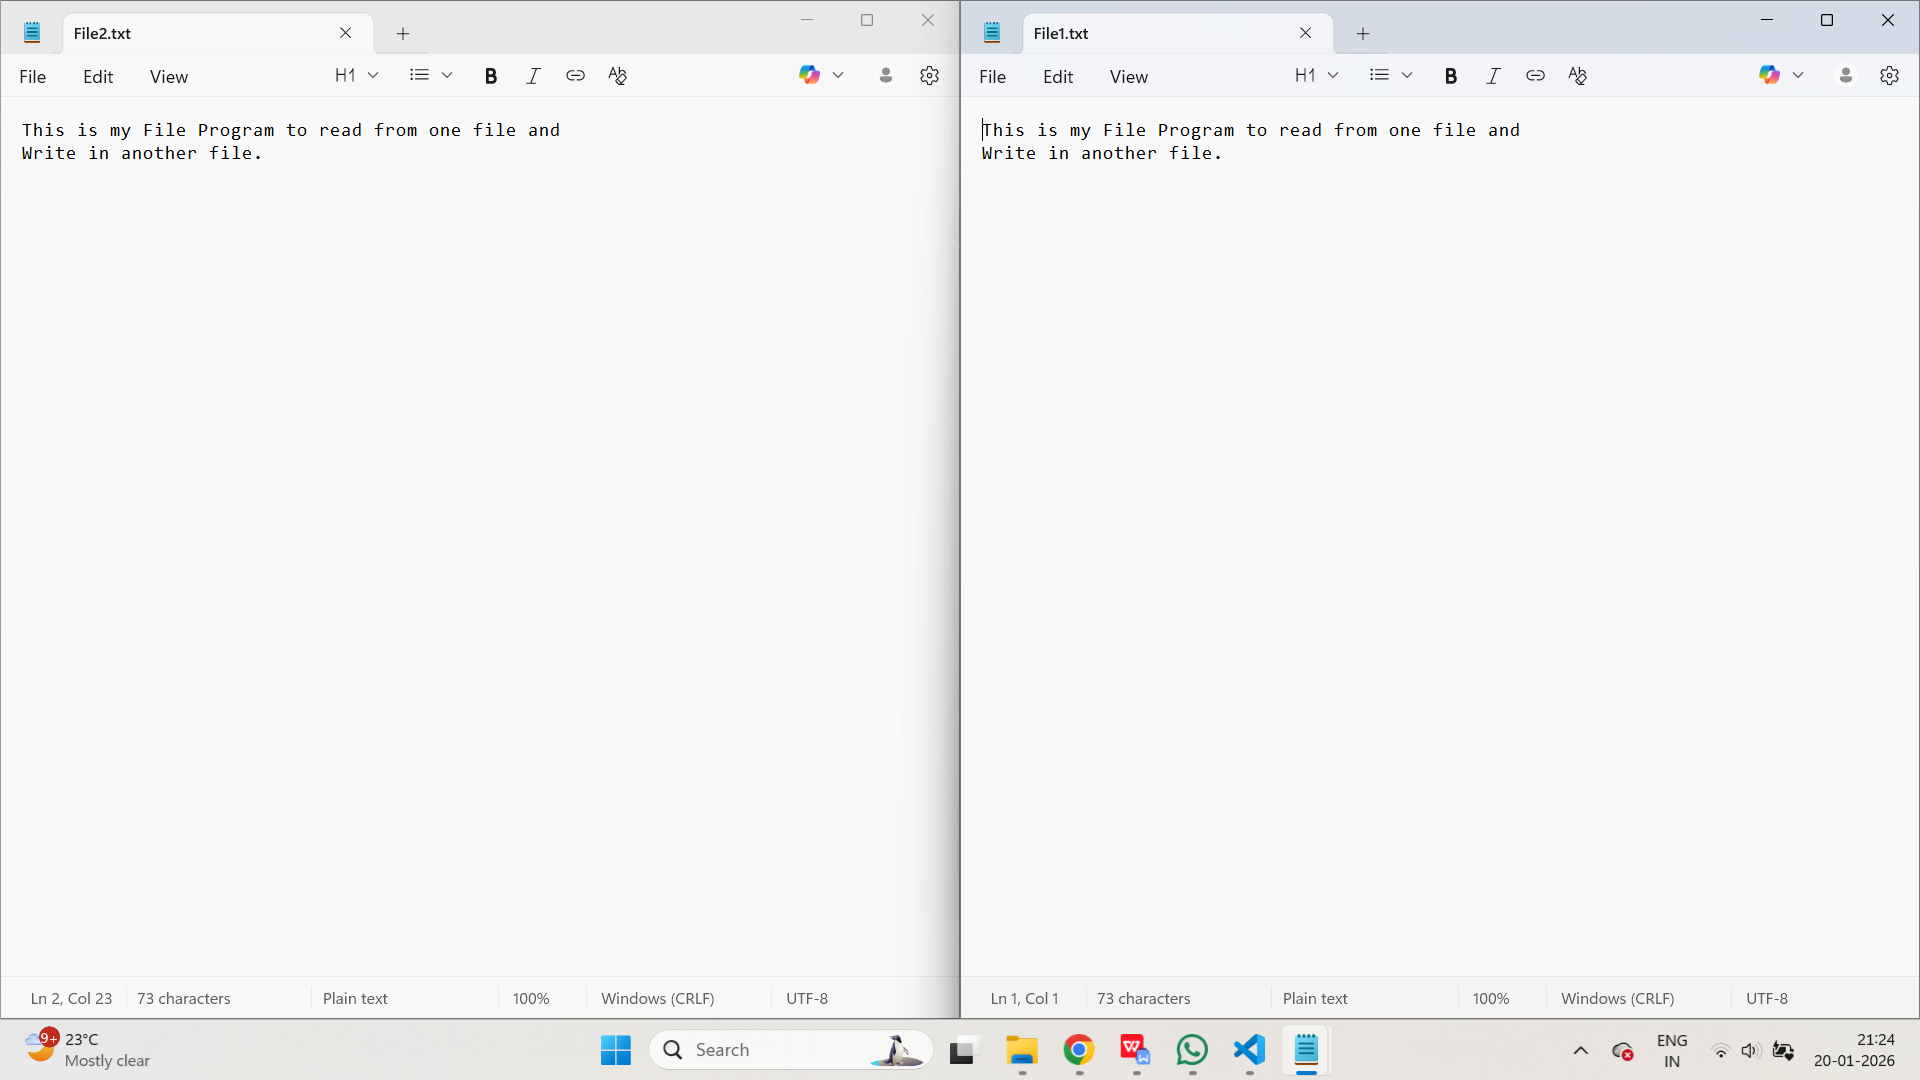 File2.txt
File Edit View H1
This is my File Program to read from one file and
Write in another file.
Ln 2, Col 23 73 characters Plain text 100% Windows (CRLF) UTF-8
File1.txt
File Edit View H1
This is my File Program to read from one file and
Write in another file.
Ln 1, Col 1 73 characters Plain text 100% Windows (CRLF) UTF-8
9+
23°C
Mostly clear
Search
ENG
IN
21:24
20-01-2026